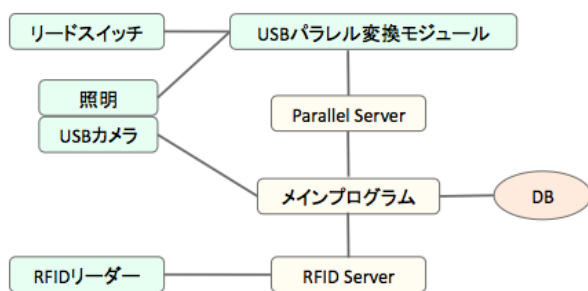 リードスイッチ
USBパラレル変換モジュール
照明
USBカメラ
Parallel Server
メインプログラム
DB
RFIDリーダー
RFID Server